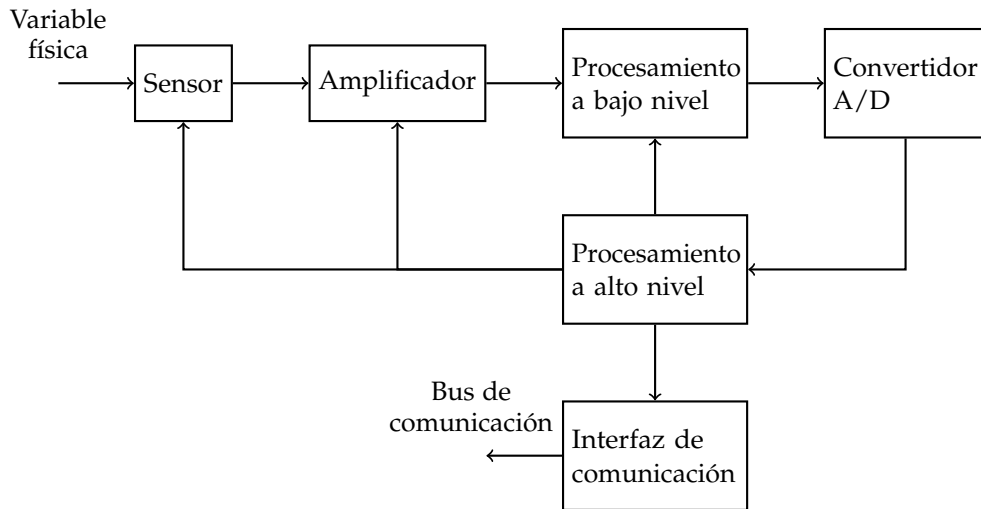 Variable
física
Sensor
Amplificador
Procesamiento
a bajo nivel
Convertidor
A/D
Procesamiento
a alto nivel
Bus de
comunicación
Interfaz de
comunicación